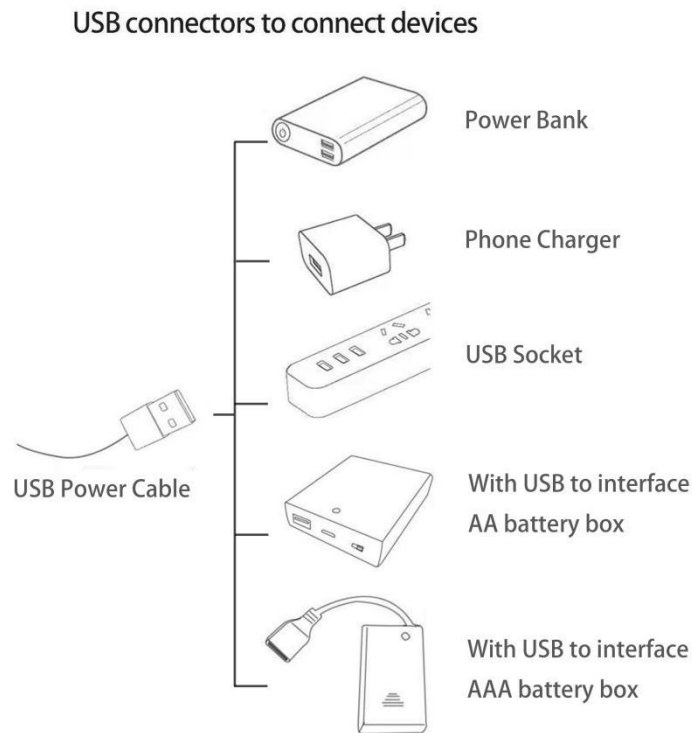 USB connectors to connect devices
Power Bank
Phone Charger
USB Socket
USB Power Cable
With USB to interface
AA battery box
With USB to interface
AAA battery box